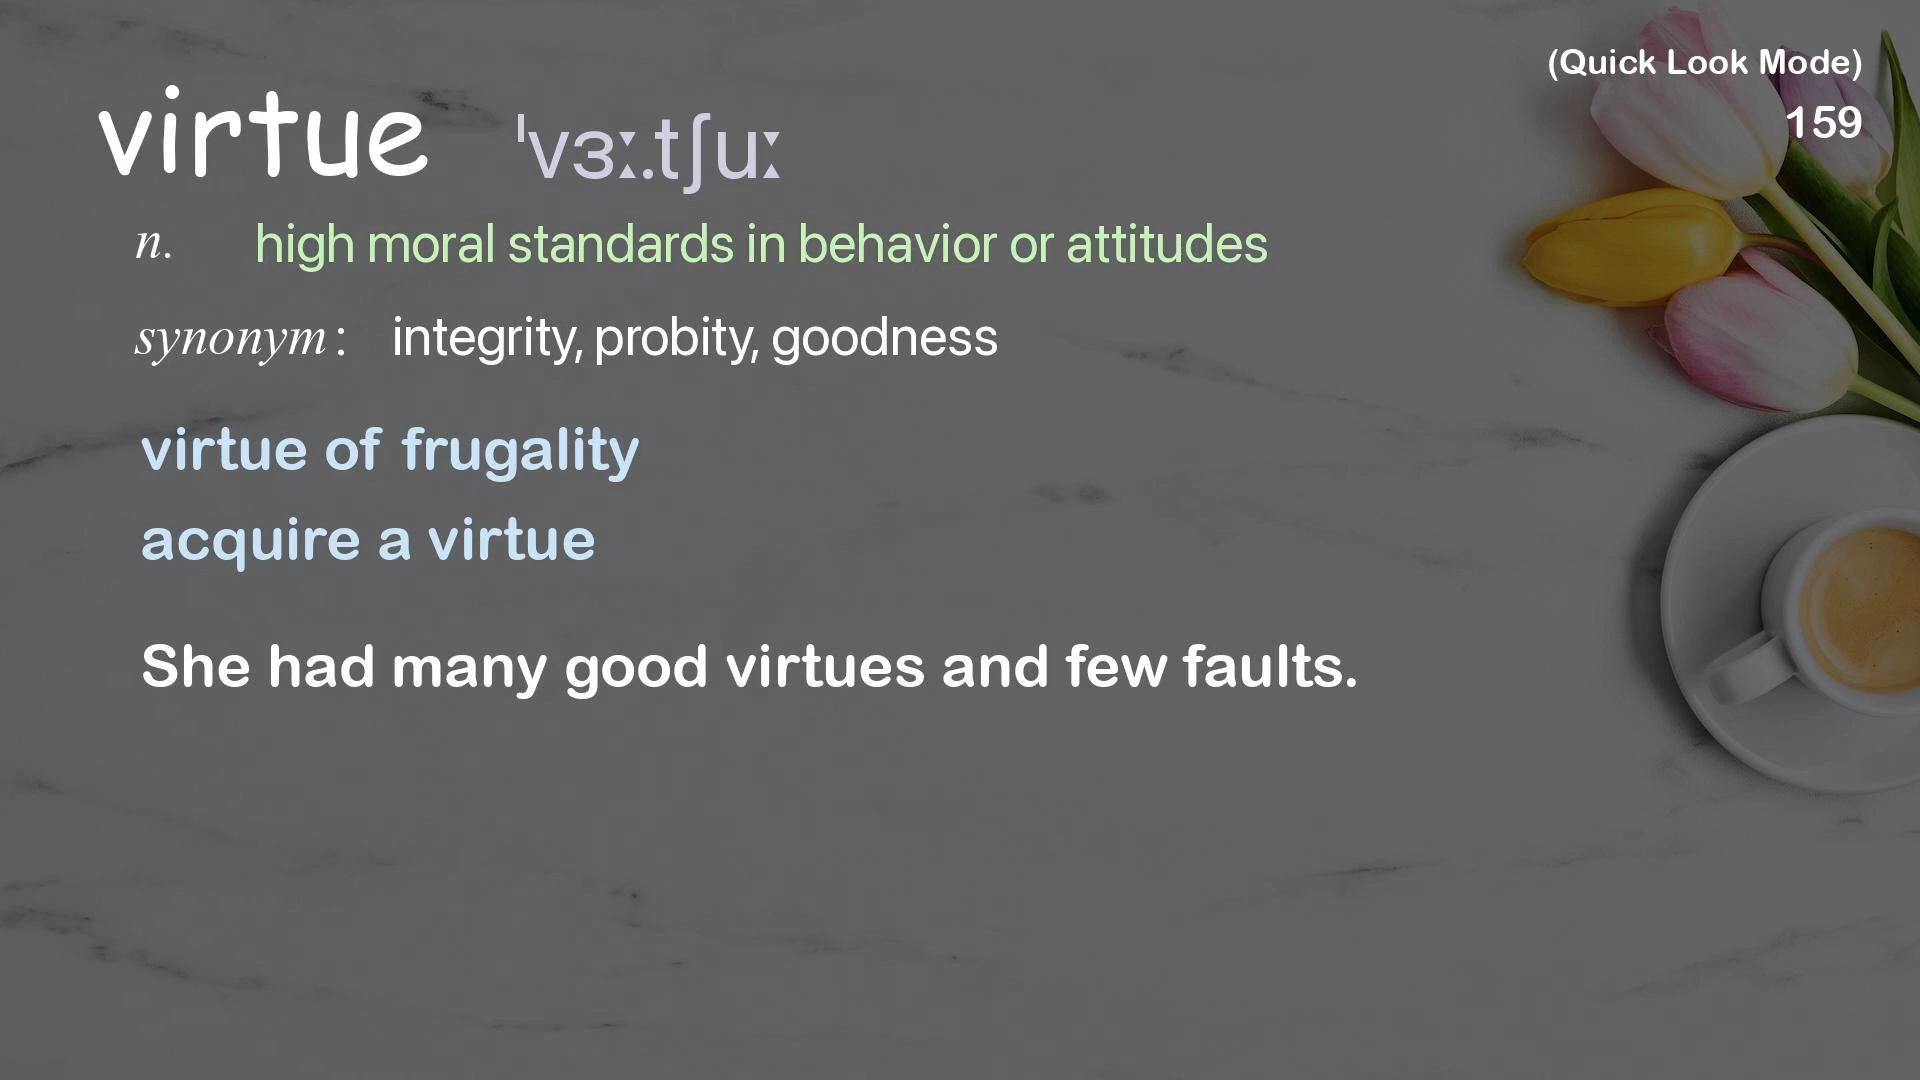 (Quick Look Mode)
159
virtue ˈvɜː.tʃuː
n. high moral standards in behavior or attitudes
synonym: integrity, probity, goodness
virtue of frugality
acquire a virtue
She had many good virtues and few faults.